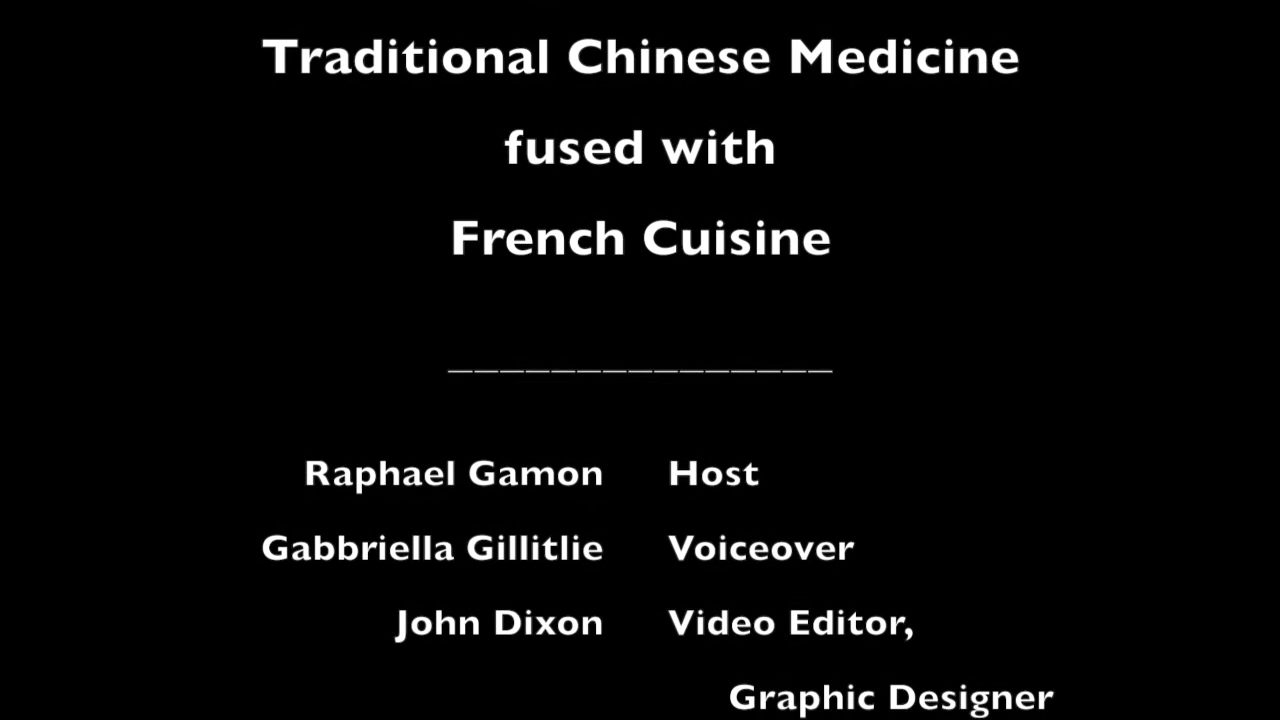 Traditional Chinese Medicine
fused with
French Cuisine
_______________
Raphael Gamon Host
Gabbriella Gillitlie Voiceover
John Dixon Video Editor,
Graphic Designer